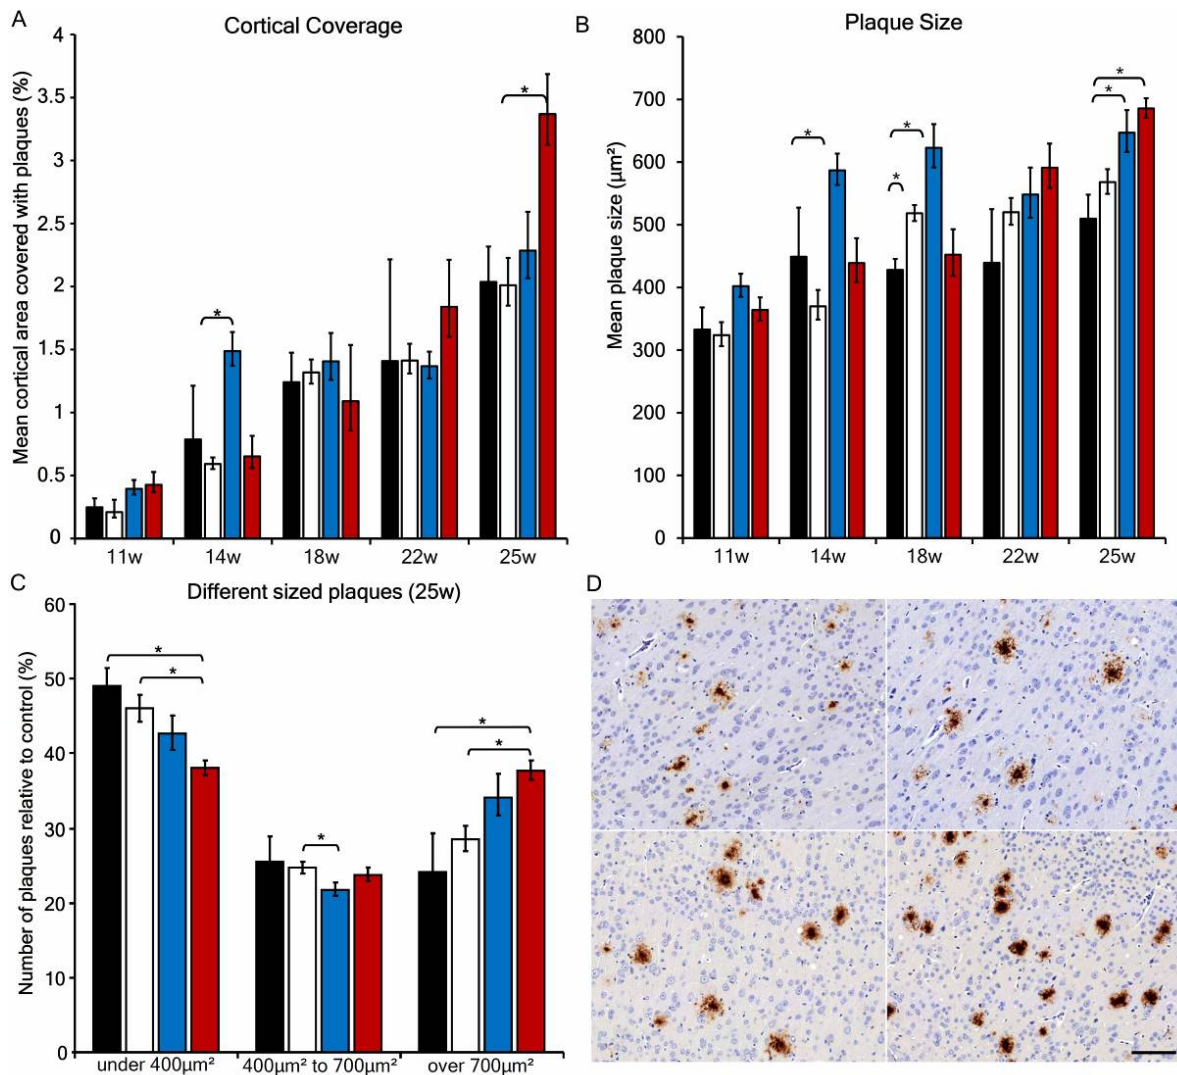 A
Cortical Coverage
Mean cortical area covered with plaques (%)
4
3.5
3
2.5
2
1.5
1
0.5
0
*
*
11w
14w
18w
22w
25w
B
Plaque Size
Mean plaque size (µm²)
800
700
600
500
400
300
200
100
0
*
*
*
*
*
11w
14w
18w
22w
25w
C
Different sized plaques (25w)
Number of plaques relative to control (%)
60
50
40
30
20
10
0
*
*
*
*
*
under 400µm²
400µm² to 700µm²
over 700µm²
D